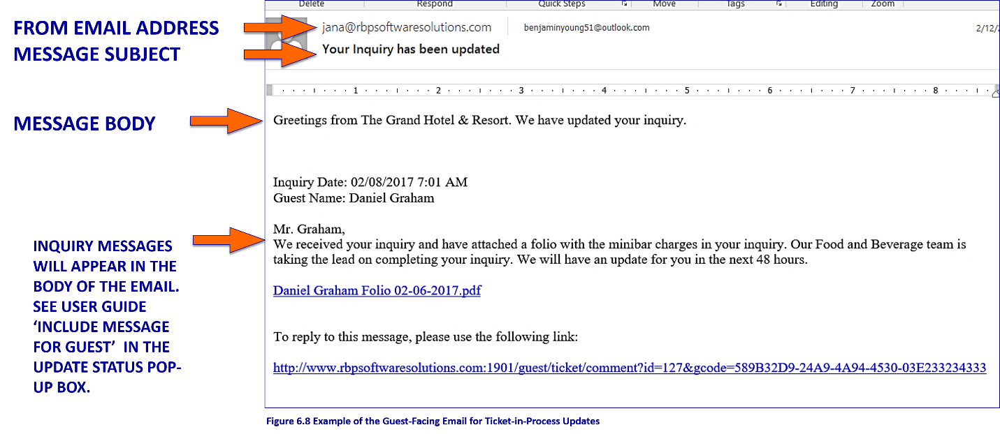 Delete Respond Quick Steps Move Tags Editing Zoom
FROM EMAIL ADDRESS
jana@rbpsoftwaresolutions.com benjaminyoung51@outlook.com 2/12/2
MESSAGE SUBJECT
Your Inquiry has been updated
1 2 3 4 5 6 7 8
MESSAGE BODY
Greetings from The Grand Hotel & Resort. We have updated your inquiry.
Inquiry Date: 02/08/2017 7:01 AM
Guest Name: Daniel Graham
INQUIRY MESSAGES
WILL APPEAR IN THE
BODY OF THE EMAIL.
SEE USER GUIDE
‘INCLUDE MESSAGE
FOR GUEST’ IN THE
UPDATE STATUS POP-
UP BOX.
Mr. Graham,
We received your inquiry and have attached a folio with the minibar charges in your inquiry. Our Food and Beverage team is
taking the lead on completing your inquiry. We will have an update for you in the next 48 hours.
Daniel Graham Folio 02-06-2017.pdf
To reply to this message, please use the following link:
http://www.rbpsoftwaresolutions.com:1901/guest/ticket/comment?id=127&gcode=589B32D9-24A9-4A94-4530-03E233234333
Figure 6.8 Example of the Guest-Facing Email for Ticket-in-Process Updates